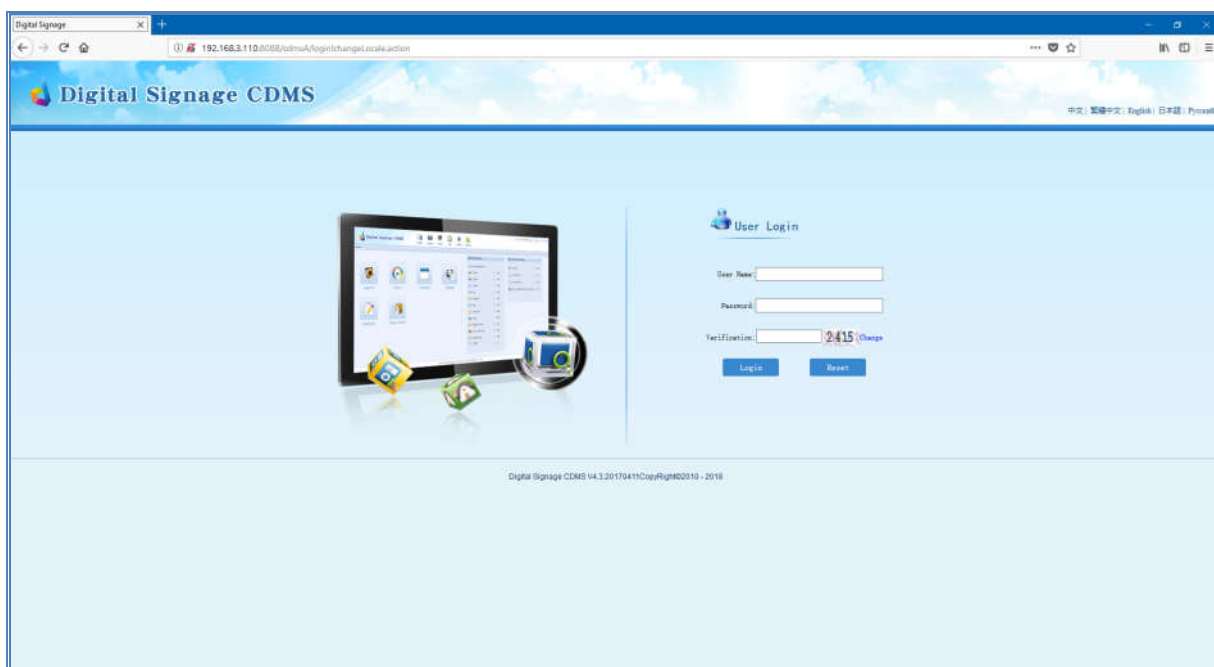 Digital Signage
192.168.3.110:8088/cdmsA/login!changeLocale.action
Digital Signage CDMS
中文| 繁體中文| English| 日本語|
User Login
User Name:
Password:
Verification: 2415 Change
Login Reset
Digital Signage CDMS V4.3.20170411CopyRight©2010 - 2018